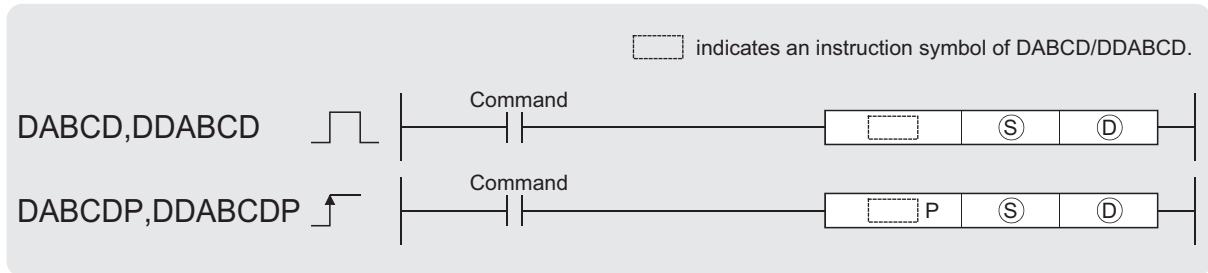 indicates an instruction symbol of DABCD/DDABCD.
Command
DABCD,DDABCD Ⓢ Ⓓ
Command
DABCDP,DDABCDP P Ⓢ Ⓓ